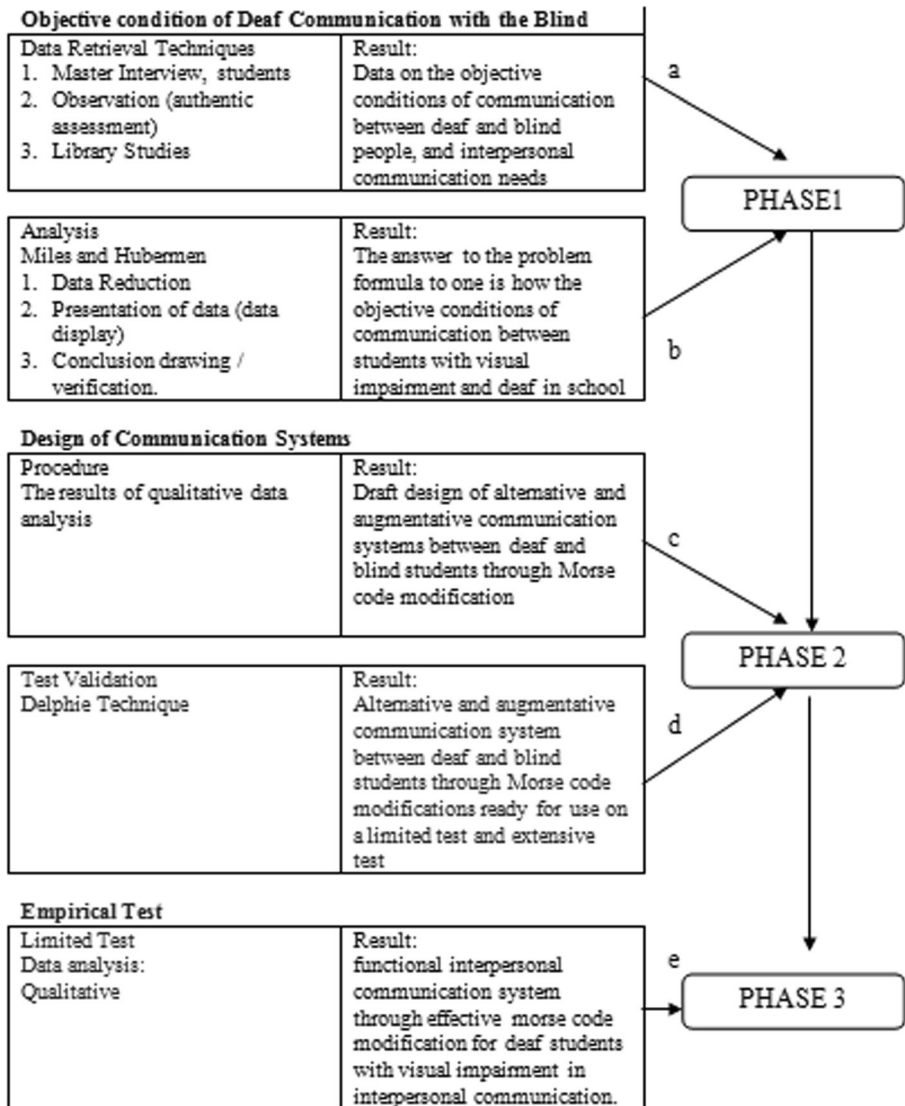 Objective condition of Deaf Communication with the Blind
Data Retrieval Techniques
1. Master Interview, students
2. Observation (authentic
assessment)
3. Library Studies
Result:
Data on the objective
conditions of communication
between deaf and blind
people, and interpersonal
communication needs
a
PHASE1
Analysis
Miles and Hubermen
1. Data Reduction
2. Presentation of data (data
display)
3. Conclusion drawing /
verification.
Result:
The answer to the problem
formula to one is how the
objective conditions of
communication between
students with visual
impairment and deaf in school
b
Design of Communication Systems
Procedure
The results of qualitative data
analysis
Result:
Draft design of alternative and
augmentative communication
systems between deaf and
blind students through Morse
code modification
c
PHASE 2
Test Validation
Delphie Technique
Result:
Alternative and augmentative
communication system
between deaf and blind
students through Morse code
modifications ready for use on
a limited test and extensive
test
d
Empirical Test
Limited Test
Data analysis:
Qualitative
Result:
functional interpersonal
communication system
through effective morse code
modification for deaf students
with visual impairment in
interpersonal communication.
e
PHASE 3